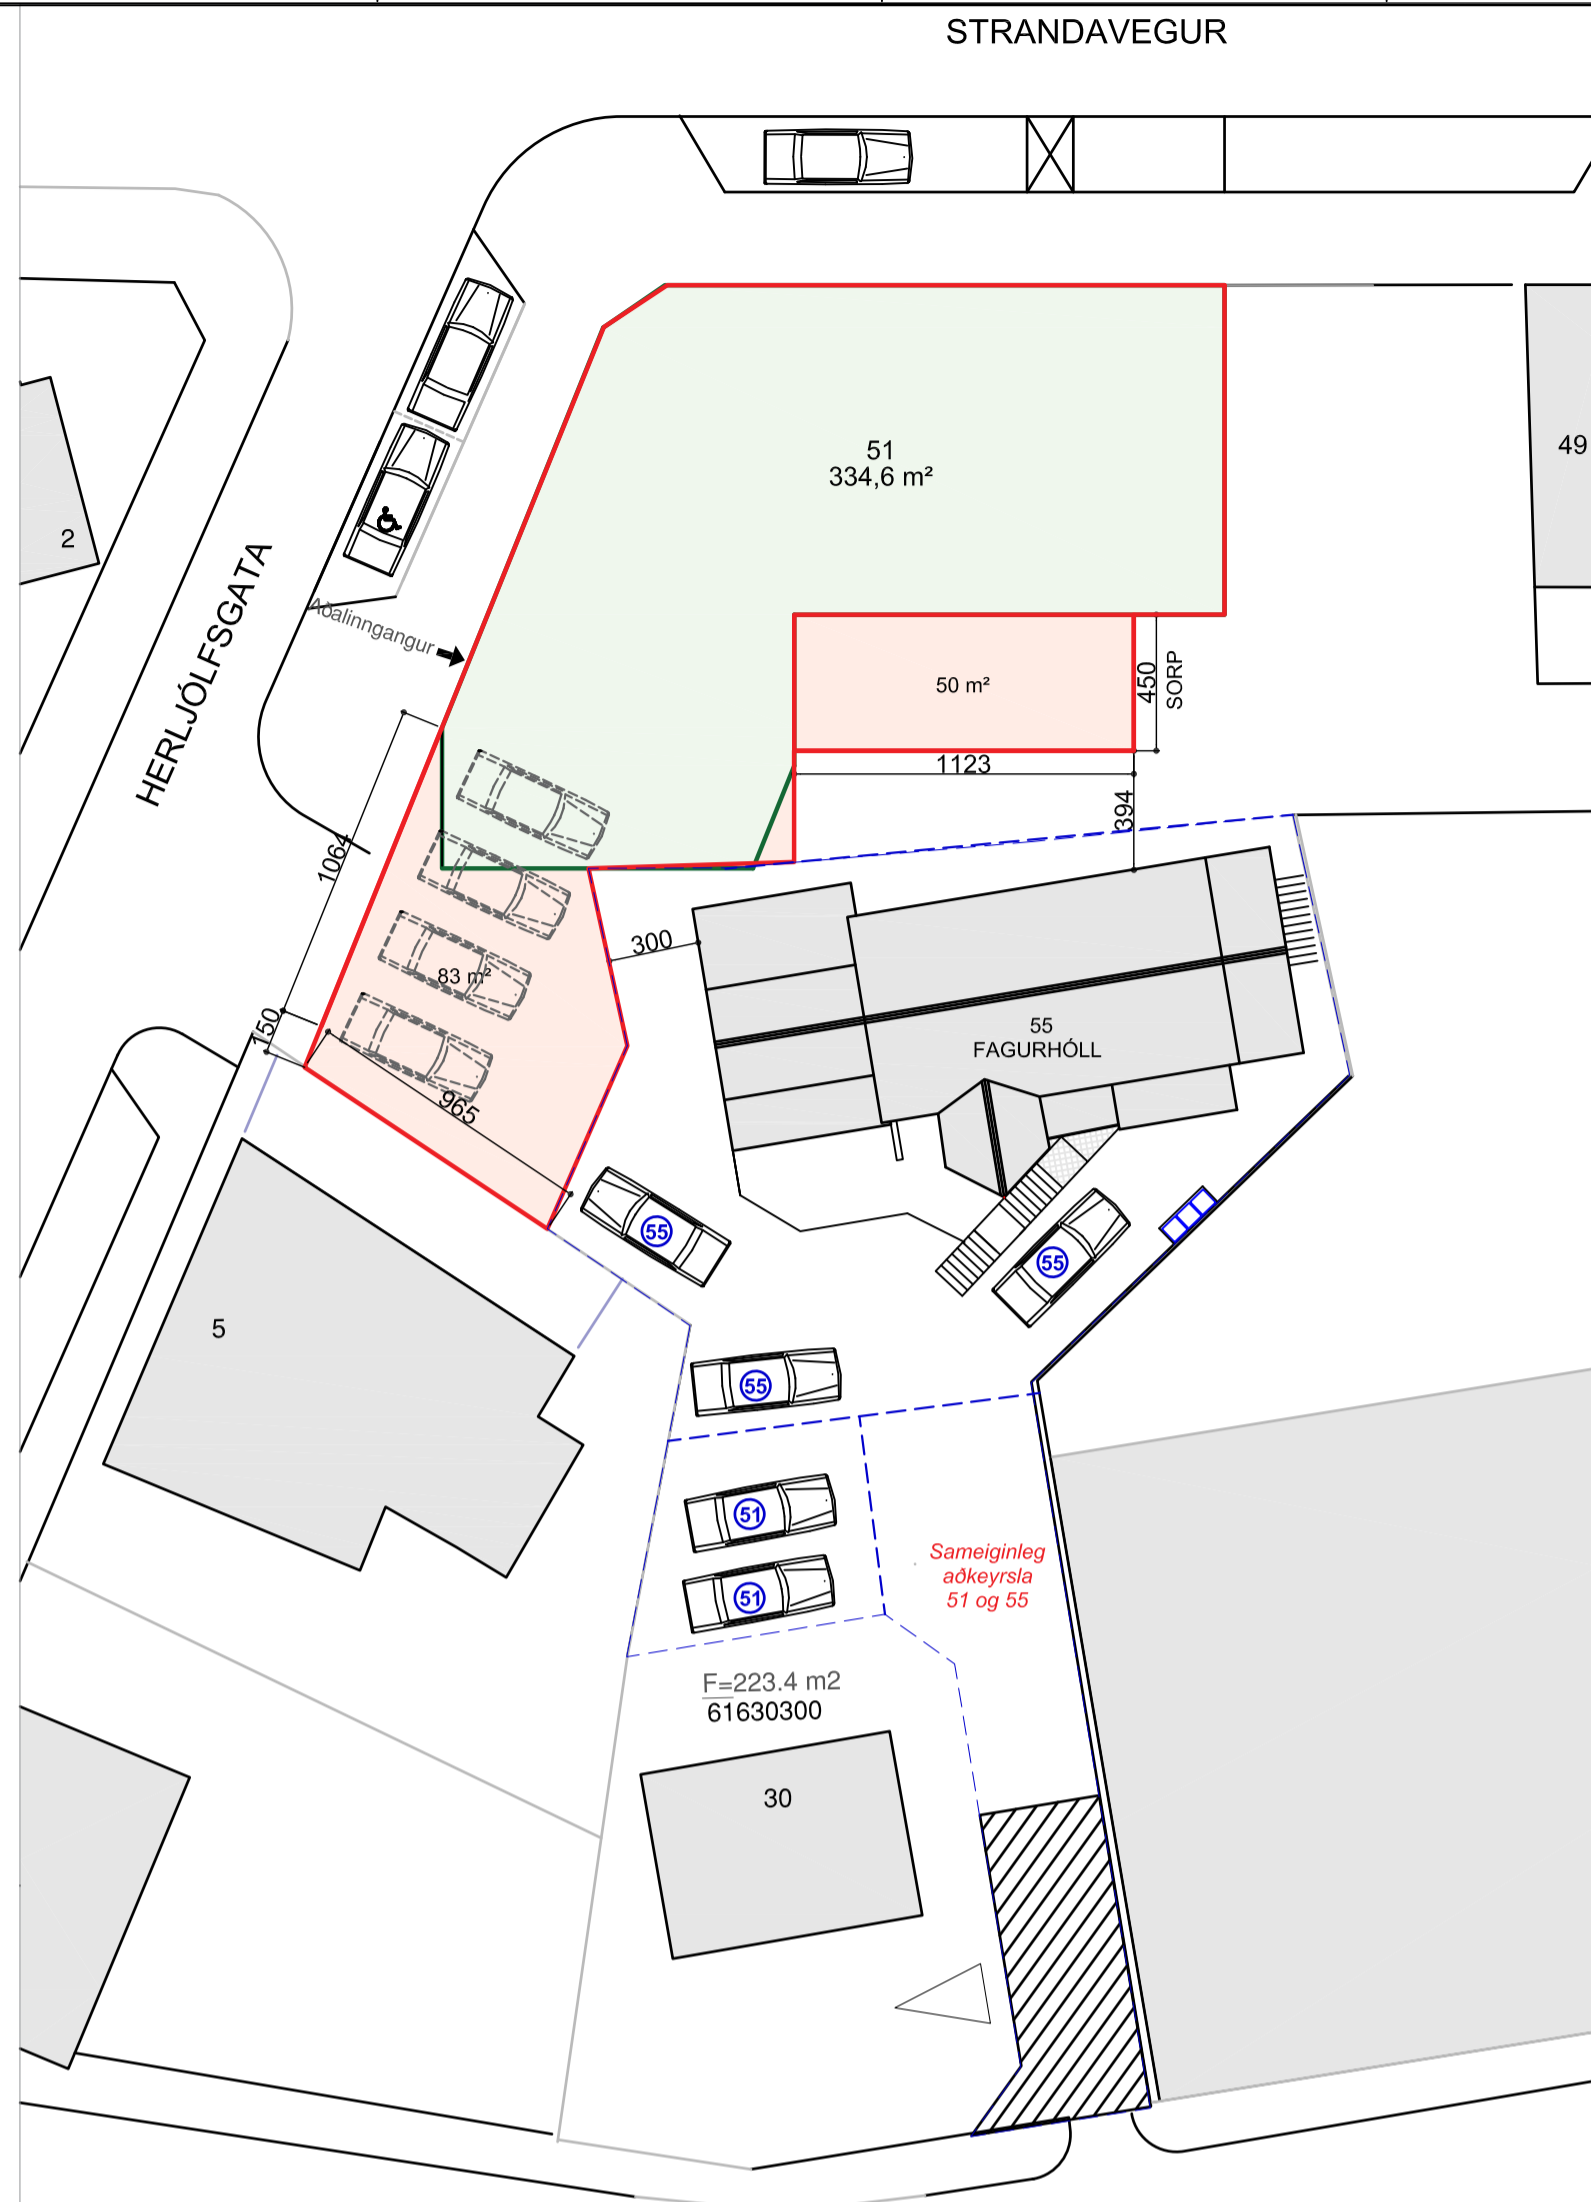 STRANDAVEGUR
51
334,6 m²
49
2
HERLJÓLFSGATA
Aðalinngangur
50 m²
450
SORP
1123
394
1064
300
83 m²
150
965
55
FAGURHÓLL
55
55
5
55
51
51
Sameiginleg
aðkeyrsla
51 og 55
F=223.4 m2
61630300
30